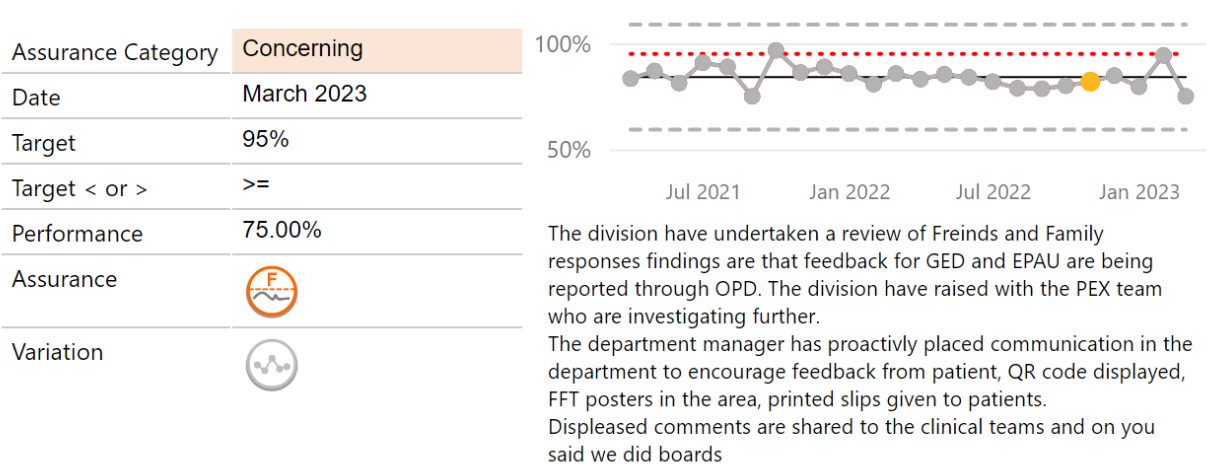 Assurance Category Concerning
Date March 2023
Target 95%
Target < or > >=
Performance 75.00%
Assurance F
Variation
100%
50%
Jul 2021 Jan 2022 Jul 2022 Jan 2023
The division have undertaken a review of Freinds and Family
responses findings are that feedback for GED and EPAU are being
reported through OPD. The division have raised with the PEX team
who are investigating further.
The department manager has proactivly placed communication in the
department to encourage feedback from patient, QR code displayed,
FFT posters in the area, printed slips given to patients.
Displeased comments are shared to the clinical teams and on you
said we did boards